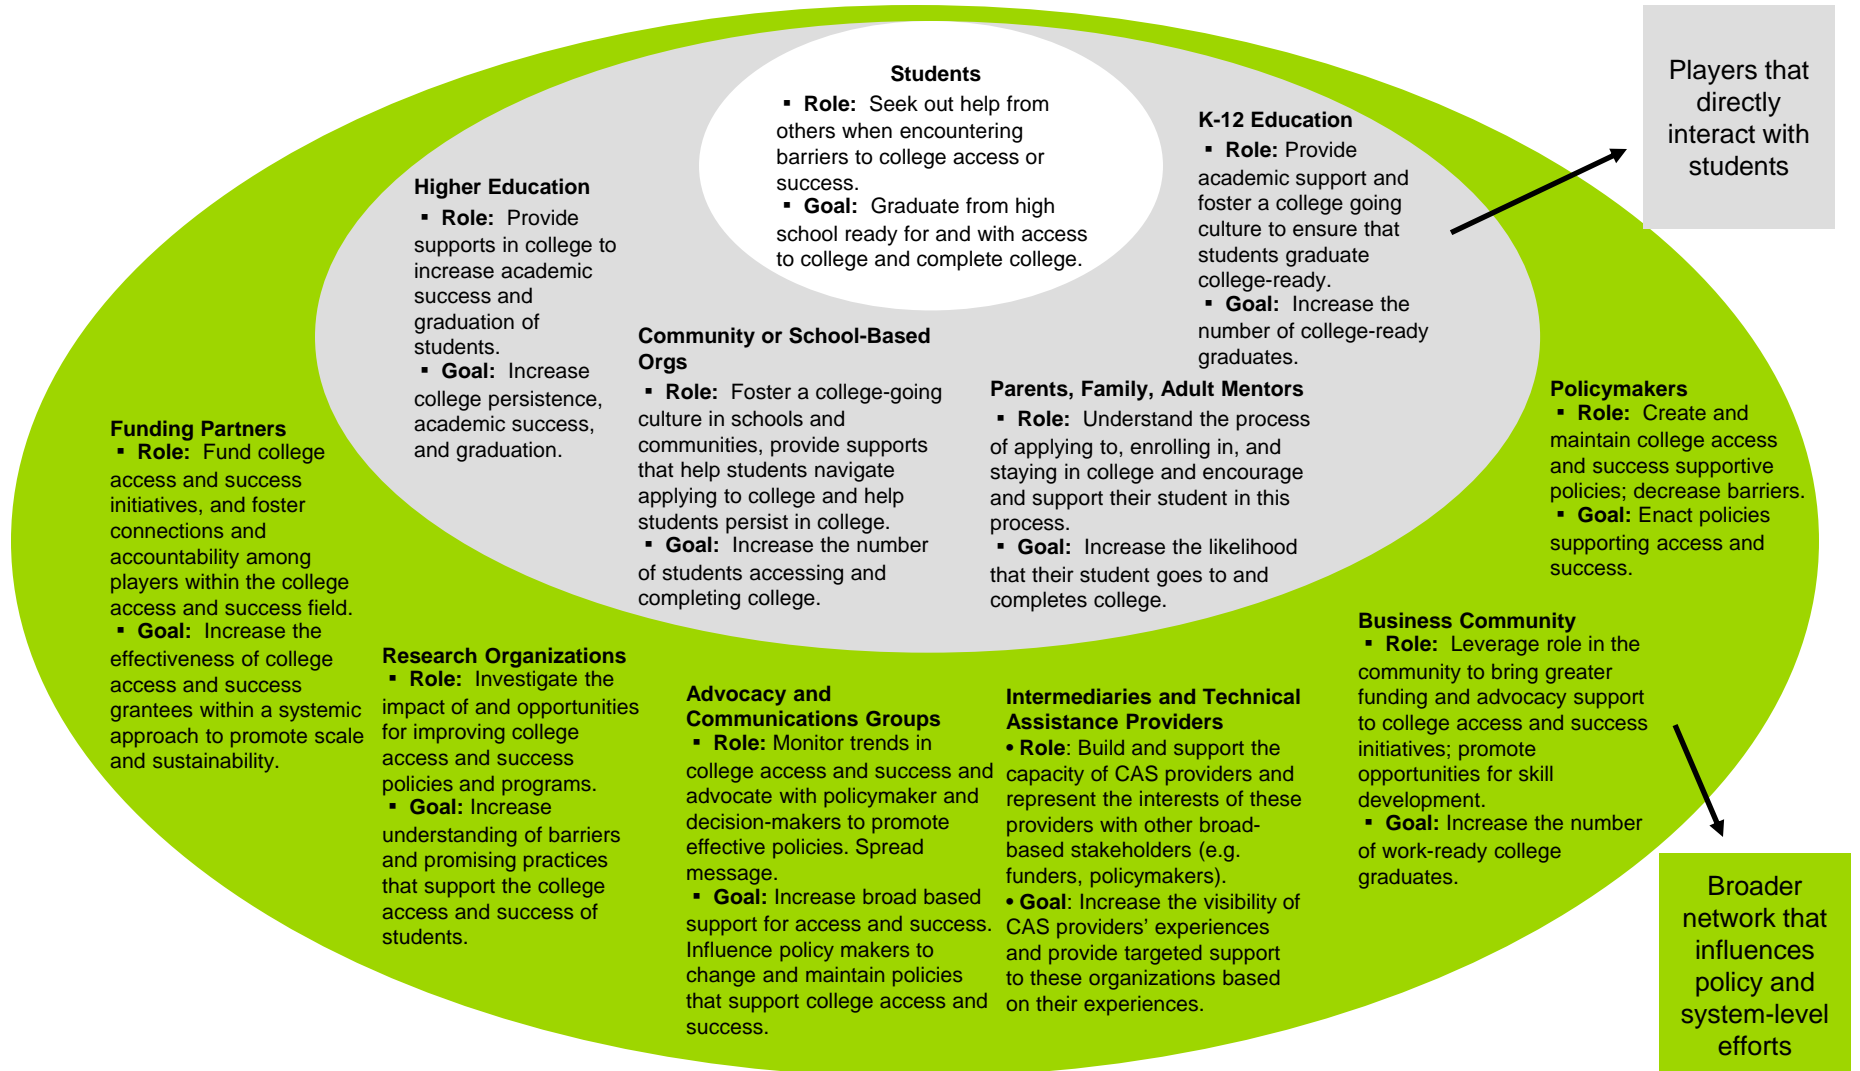 Students
▪ Role: Seek out help from
others when encountering
barriers to college access or
success.
▪ Goal: Graduate from high
school ready for and with access
to college and complete college.
K-12 Education
▪ Role: Provide
academic support and
foster a college going
culture to ensure that
students graduate
college-ready.
▪ Goal: Increase the
number of college-ready
graduates.
Players that
directly
interact with
students
Higher Education
▪ Role: Provide
supports in college to
increase academic
success and
graduation of
students.
▪ Goal: Increase
college persistence,
academic success,
and graduation.
Community or School-Based
Orgs
▪ Role: Foster a college-going
culture in schools and
communities, provide supports
that help students navigate
applying to college and help
students persist in college.
▪ Goal: Increase the number
of students accessing and
completing college.
Parents, Family, Adult Mentors
▪ Role: Understand the process
of applying to, enrolling in, and
staying in college and encourage
and support their student in this
process.
▪ Goal: Increase the likelihood
that their student goes to and
completes college.
Policymakers
▪ Role: Create and
maintain college access
and success supportive
policies; decrease barriers.
▪ Goal: Enact policies
supporting access and
success.
Funding Partners
▪ Role: Fund college
access and success
initiatives, and foster
connections and
accountability among
players within the college
access and success field.
▪ Goal: Increase the
effectiveness of college
access and success
grantees within a systemic
approach to promote scale
and sustainability.
Research Organizations
▪ Role: Investigate the
impact of and opportunities
for improving college
access and success
policies and programs.
▪ Goal: Increase
understanding of barriers
and promising practices
that support the college
access and success of
students.
Advocacy and
Communications Groups
▪ Role: Monitor trends in
college access and success and
advocate with policymaker and
decision-makers to promote
effective policies. Spread
message.
▪ Goal: Increase broad based
support for access and success.
Influence policy makers to
change and maintain policies
that support college access and
success.
Intermediaries and Technical
Assistance Providers
• Role: Build and support the
capacity of CAS providers and
represent the interests of these
providers with other broad-
based stakeholders (e.g.
funders, policymakers).
• Goal: Increase the visibility of
CAS providers’ experiences
and provide targeted support
to these organizations based
on their experiences.
Business Community
▪ Role: Leverage role in the
community to bring greater
funding and advocacy support
to college access and success
initiatives; promote
opportunities for skill
development.
▪ Goal: Increase the number
of work-ready college
graduates.
Broader
network that
influences
policy and
system-level
efforts